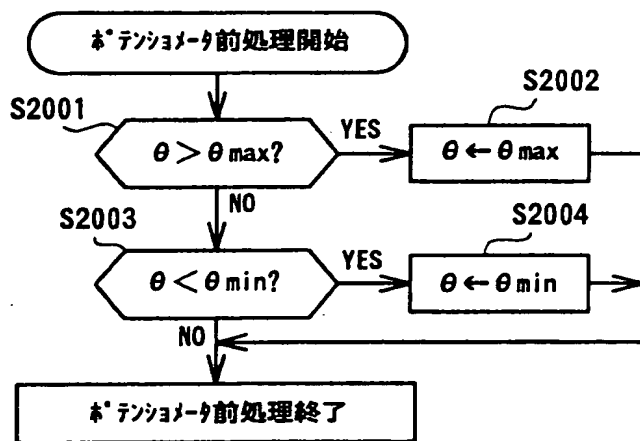 ポテンショメータ前処理開始
S2001
θ>θmax?
YES
S2002
θ←θmax
NO
S2003
θ<θmin?
YES
S2004
θ←θmin
NO
ポテンショメータ前処理終了